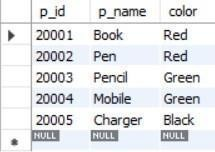 p_id p_name color
20001 Book Red
20002 Pen Red
20003 Pencil Green
20004 Mobile Green
20005 Charger Black
NULL NULL NULL